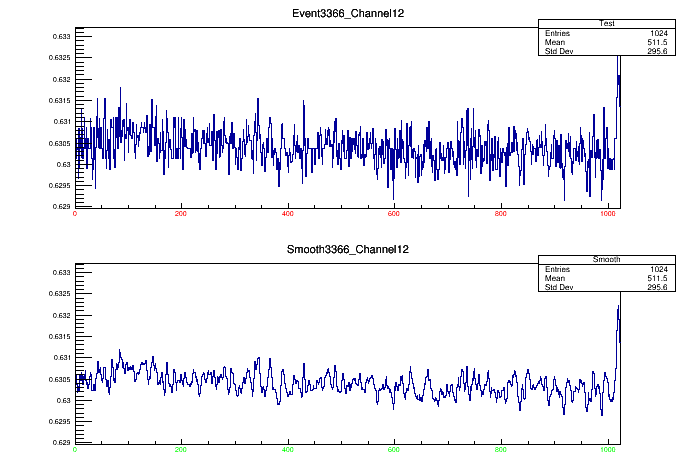 Event3366_Channel12
Test
Entries 1024
Mean 511.5
Std Dev 295.6
0.633
0.6325
0.632
0.6315
0.631
0.6305
0.63
0.6295
0.629
0 200 400 600 800 1000
Smooth3366_Channel12
Smooth
Entries 1024
Mean 511.5
Std Dev 295.6
0.633
0.6325
0.632
0.6315
0.631
0.6305
0.63
0.6295
0.629
0 200 400 600 800 1000